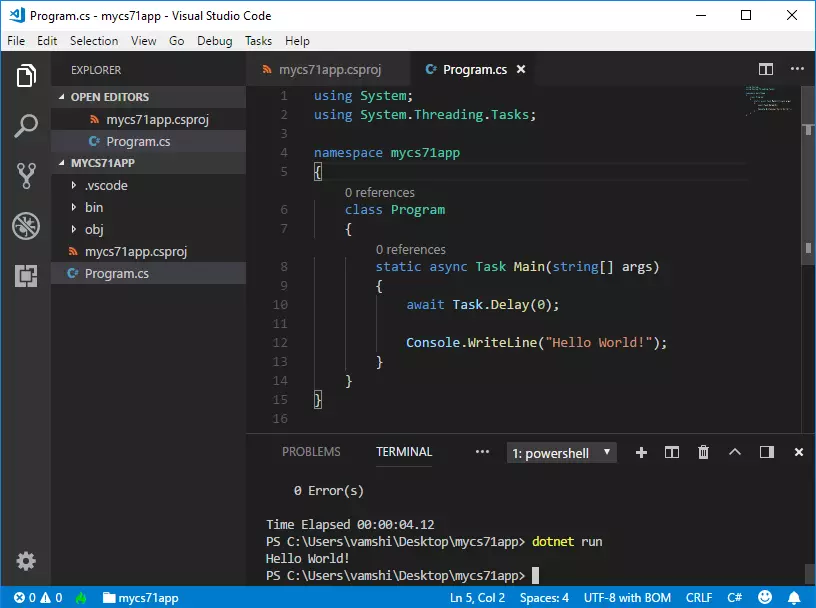 Program.cs - mycs71app - Visual Studio Code
File Edit Selection View Go Debug Tasks Help
EXPLORER
OPEN EDITORS
mycs71app.csproj
Program.cs
MYCS71APP
.vscode
bin
obj
mycs71app.csproj
Program.cs
mycs71app.csproj Program.cs
1 using System;
2 using System.Threading.Tasks;
3
4 namespace mycs71app
5 {
0 references
6 class Program
7 {
0 references
8 static async Task Main(string[] args)
9 {
10 await Task.Delay(0);
11
12 Console.WriteLine("Hello World!");
13 }
14 }
15 }
16
PROBLEMS TERMINAL ··· 1: powershell
0 Error(s)
Time Elapsed 00:00:04.12
PS C:\Users\vamshi\Desktop\mycs71app> dotnet run
Hello World!
PS C:\Users\vamshi\Desktop\mycs71app>
0 0 mycs71app Ln 5, Col 2 Spaces: 4 UTF-8 with BOM CRLF C#